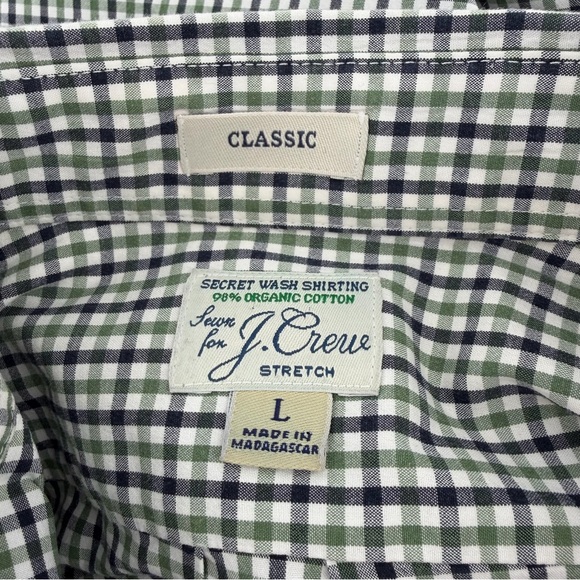 CLASSIC
SECRET WASH SHIRTING
98% ORGANIC COTTON
Sewn
for J.Crew
STRETCH
L
MADE IN
MADAGASCAR